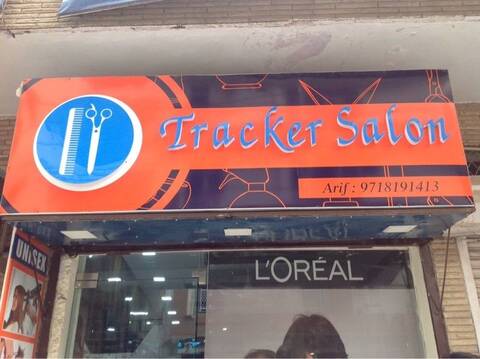 Tracker Salon
Arif : 9718191413
L'ORÉAL
UNISEX